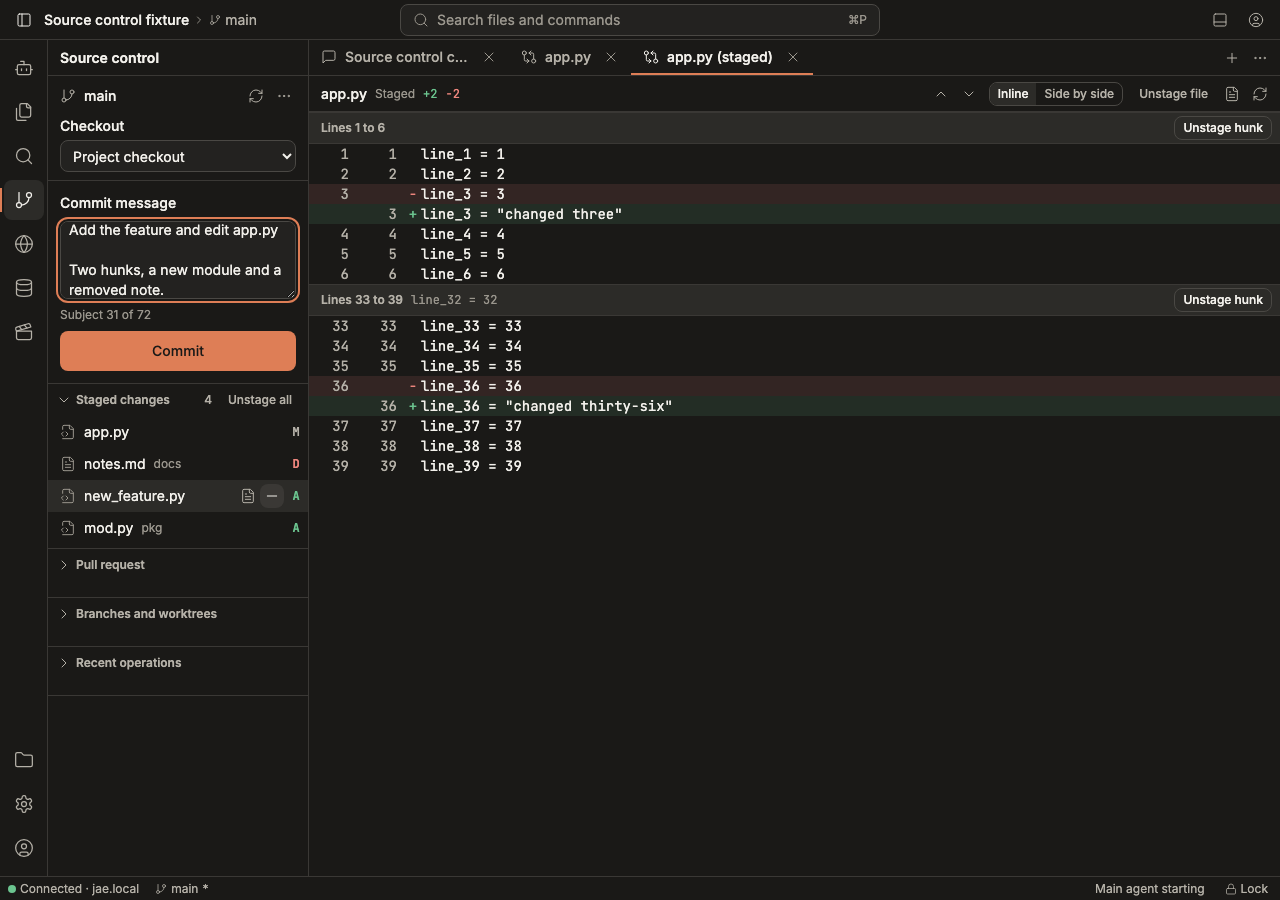 Source control fixture › main
Search files and commands ⌘P
Source control
main
Checkout
Project checkout
Commit message
Add the feature and edit app.py
Two hunks, a new module and a
removed note.
Subject 31 of 72
Commit
Staged changes 4 Unstage all
app.py M
notes.md docs D
new_feature.py A
mod.py pkg A
Pull request
Branches and worktrees
Recent operations
Source control c... app.py app.py (staged)
app.py Staged +2 -2 Inline Side by side Unstage file
Lines 1 to 6 Unstage hunk
1 1 line_1 = 1
2 2 line_2 = 2
3 - line_3 = 3
3 + line_3 = "changed three"
4 4 line_4 = 4
5 5 line_5 = 5
6 6 line_6 = 6
Lines 33 to 39 line_32 = 32 Unstage hunk
33 33 line_33 = 33
34 34 line_34 = 34
35 35 line_35 = 35
36 - line_36 = 36
36 + line_36 = "changed thirty-six"
37 37 line_37 = 37
38 38 line_38 = 38
39 39 line_39 = 39
Connected · jae.local main * Main agent starting Lock